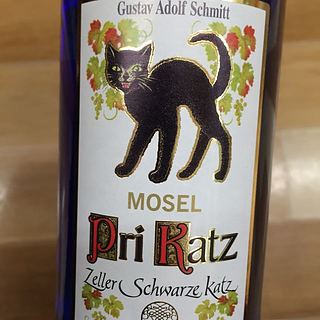 Gustav Adolf Schmitt
MOSEL
Pri Katz
Zeller Schwarze Katz